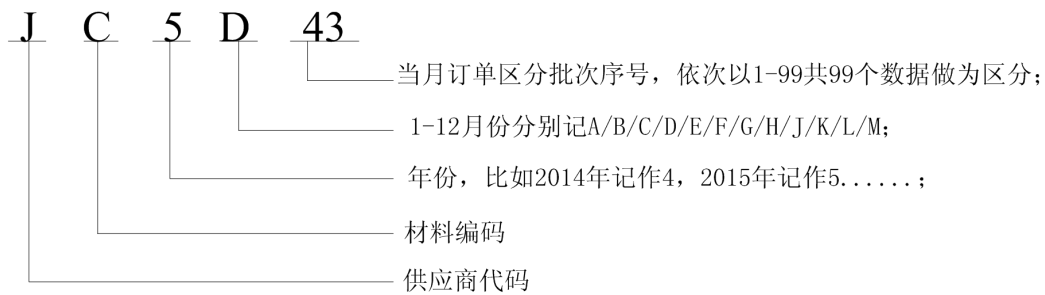 J C 5 D 43
当月订单区分批次序号，依次以1-99共99个数据做为区分；
1-12月份分别记A/B/C/D/E/F/G/H/J/K/L/M；
年份，比如2014年记作4，2015年记作5......；
材料编码
供应商代码